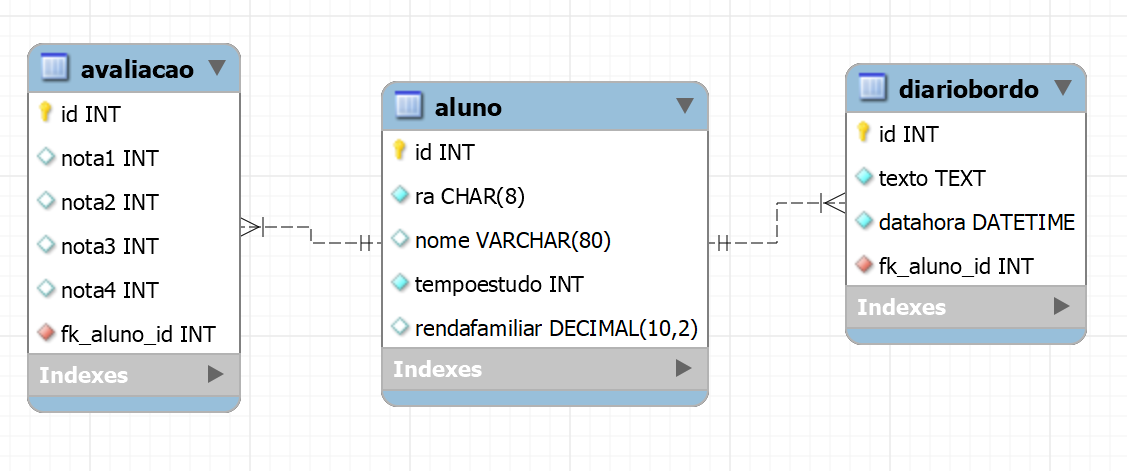 avaliacao
id INT
nota1 INT
nota2 INT
nota3 INT
nota4 INT
fk_aluno_id INT
Indexes
aluno
id INT
ra CHAR(8)
nome VARCHAR(80)
tempoestudo INT
rendafamiliar DECIMAL(10,2)
Indexes
diariobordo
id INT
texto TEXT
datahora DATETIME
fk_aluno_id INT
Indexes